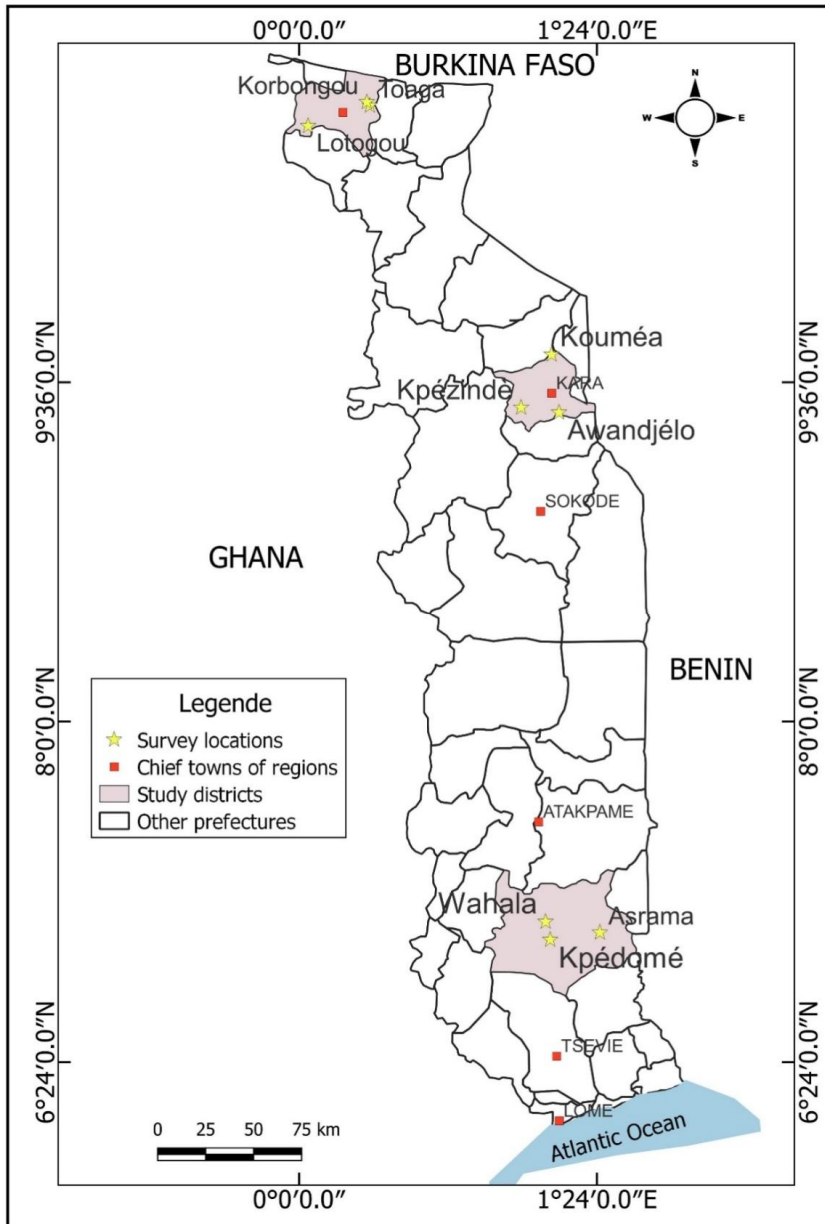 0°0'0.0" 1°24'0.0"E
BURKINA FASO
Korbongou Toaga
Lotogou
N
W E
S
Kouméa
9°36'0.0"N 9°36'0.0"N
KARA
Kpézindè
Awandjélo
SOKODE
GHANA
BENIN
8°0'0.0"N 8°0'0.0"N
Legende
Survey locations
Chief towns of regions
Study districts
Other prefectures
ATAKPAME
Wahala Asrama
Kpédomé
TSEVIE
6°24'0.0"N 6°24'0.0"N
LOME
Atlantic Ocean
0 25 50 75 km
0°0'0.0" 1°24'0.0"E